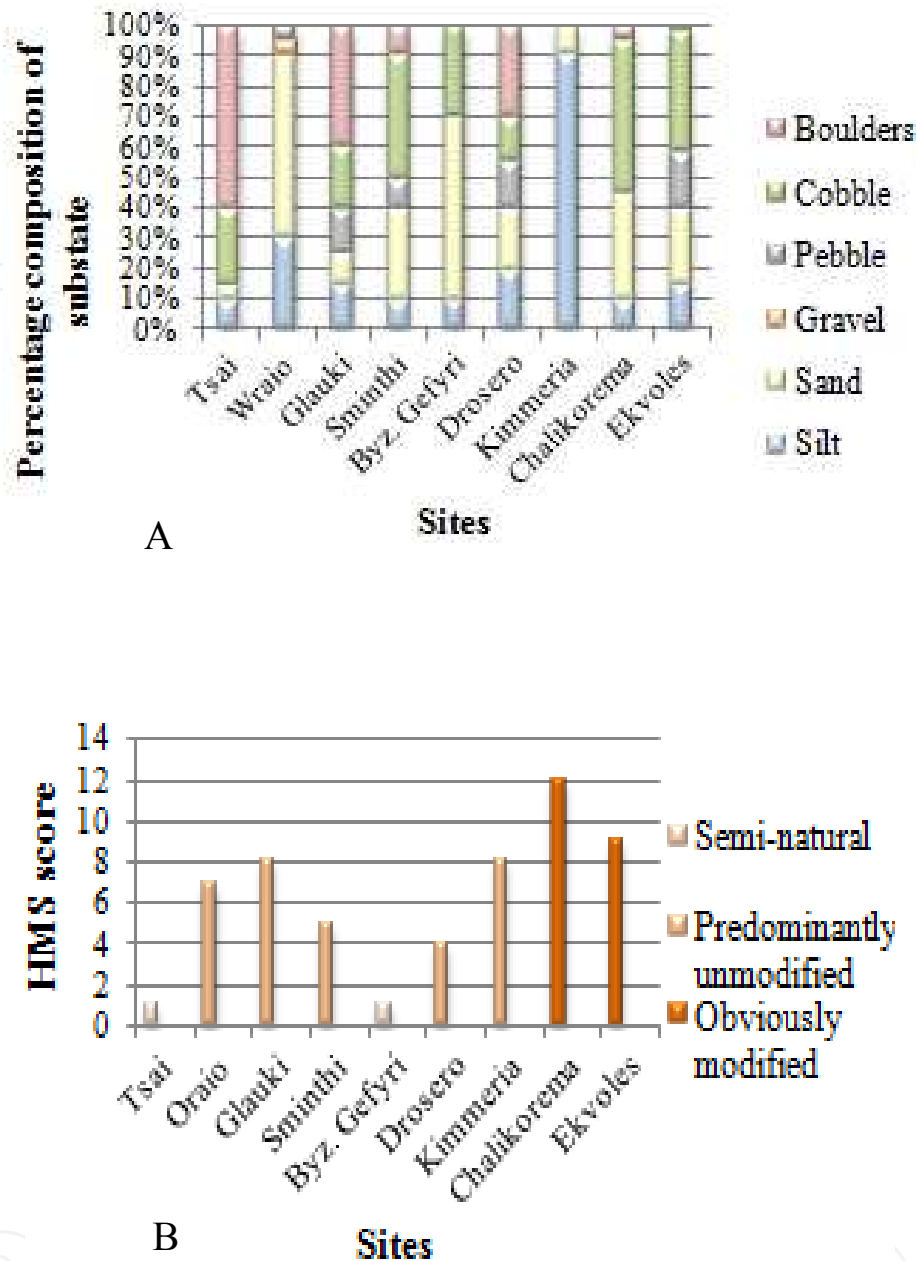 Percentage composition of
substate
100%
90%
80%
70%
60%
50%
40%
30%
20%
10%
0%
Tsai
Wraio
Glauki
Sminthi
Byz. Gefyri
Drosero
Kimmeria
Chalikorema
Ekvoles
Sites
Boulders
Cobble
Pebble
Gravel
Sand
Silt
A
HMS score
14
12
10
8
6
4
2
0
Tsai
Oraio
Glauki
Sminthi
Byz. Gefyri
Drosero
Kimmeria
Chalikorema
Ekvoles
Sites
Semi-natural
Predominantly
unmodified
Obviously
modified
B